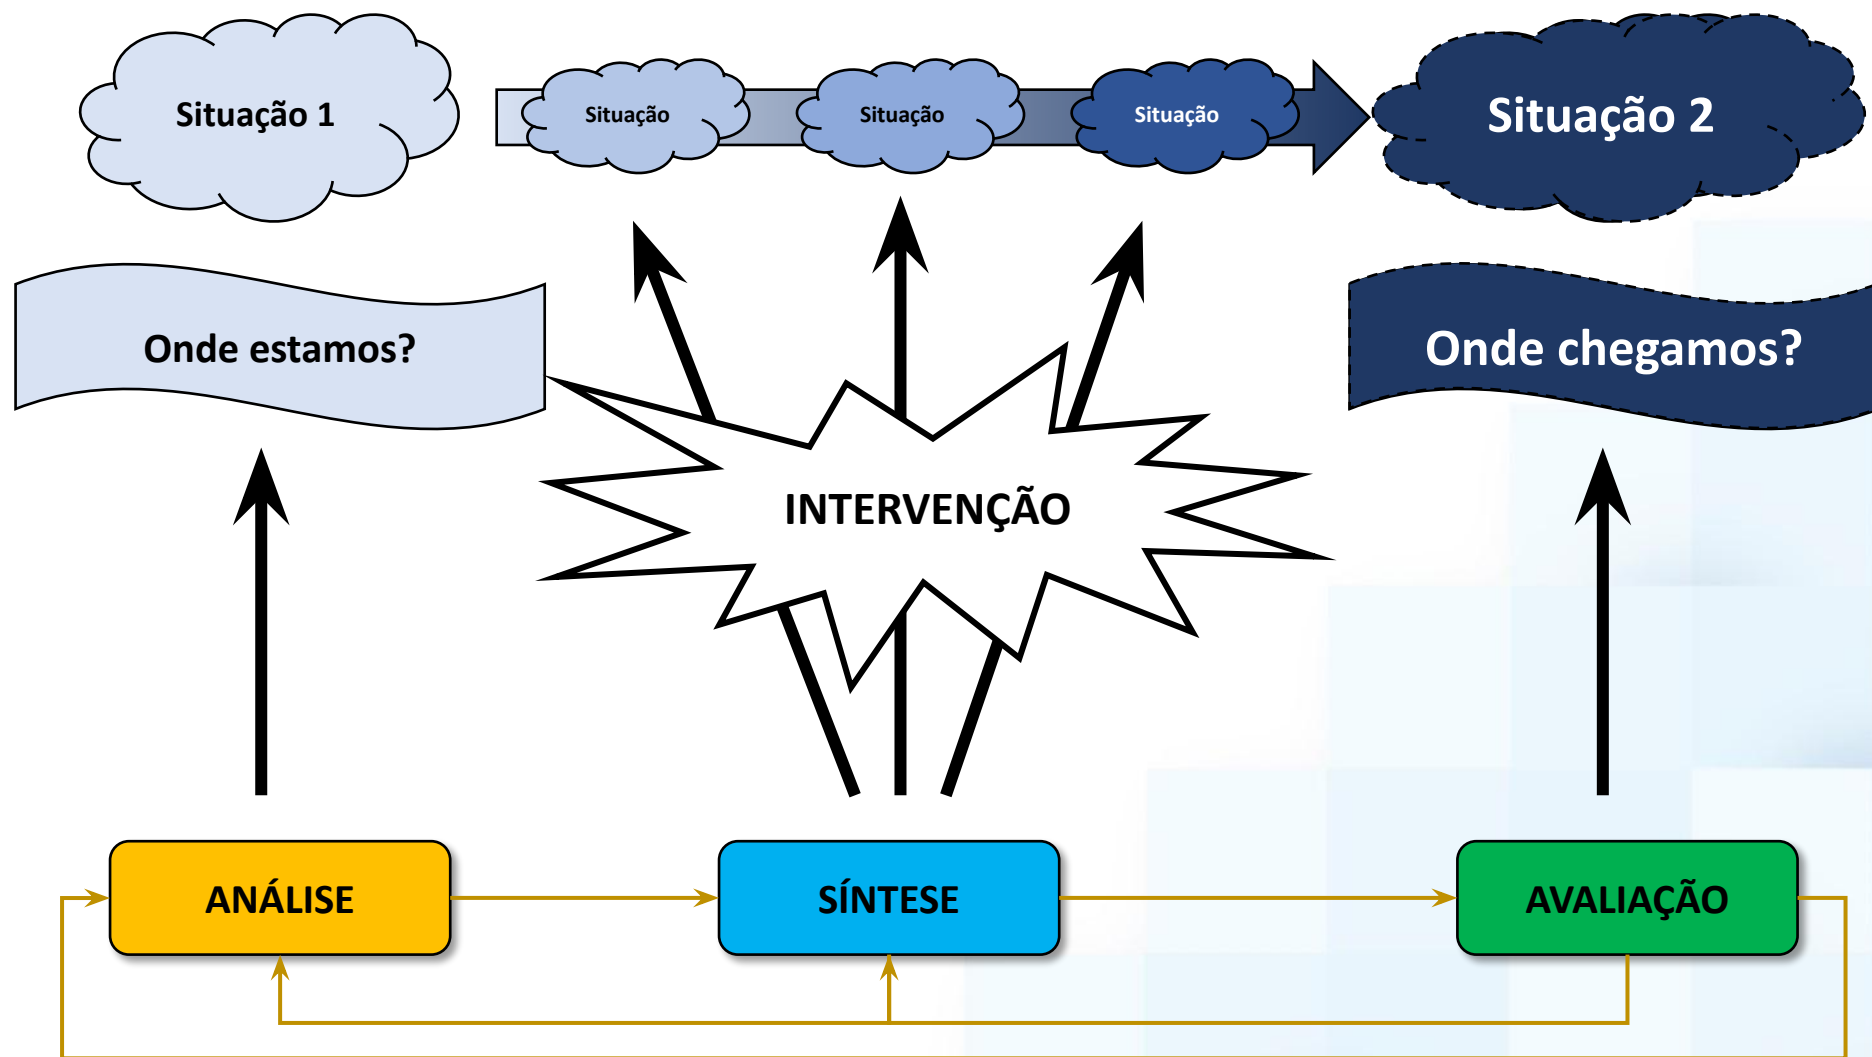 Situação 1
Situação
Situação
Situação
Situação 2
Onde estamos?
Onde chegamos?
INTERVENÇÃO
ANÁLISE
SÍNTESE
AVALIAÇÃO